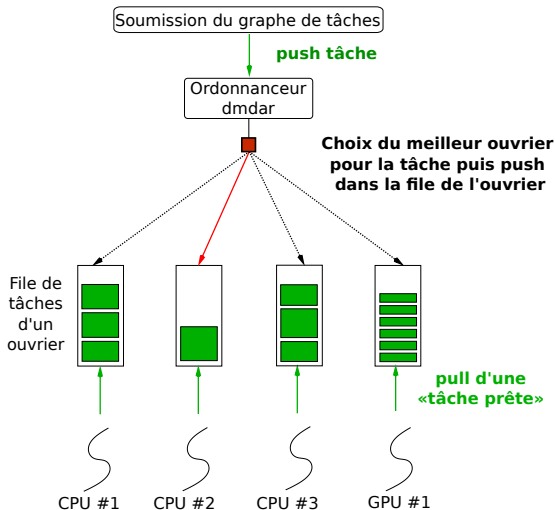 Soumission du graphe de tâches
push tâche
Ordonnanceur
dmdar
Choix du meilleur ouvrier
pour la tâche puis push
dans la file de l'ouvrier
File de
tâches
d'un
ouvrier
pull d'une
«tâche prête»
CPU #1
CPU #2
CPU #3
GPU #1